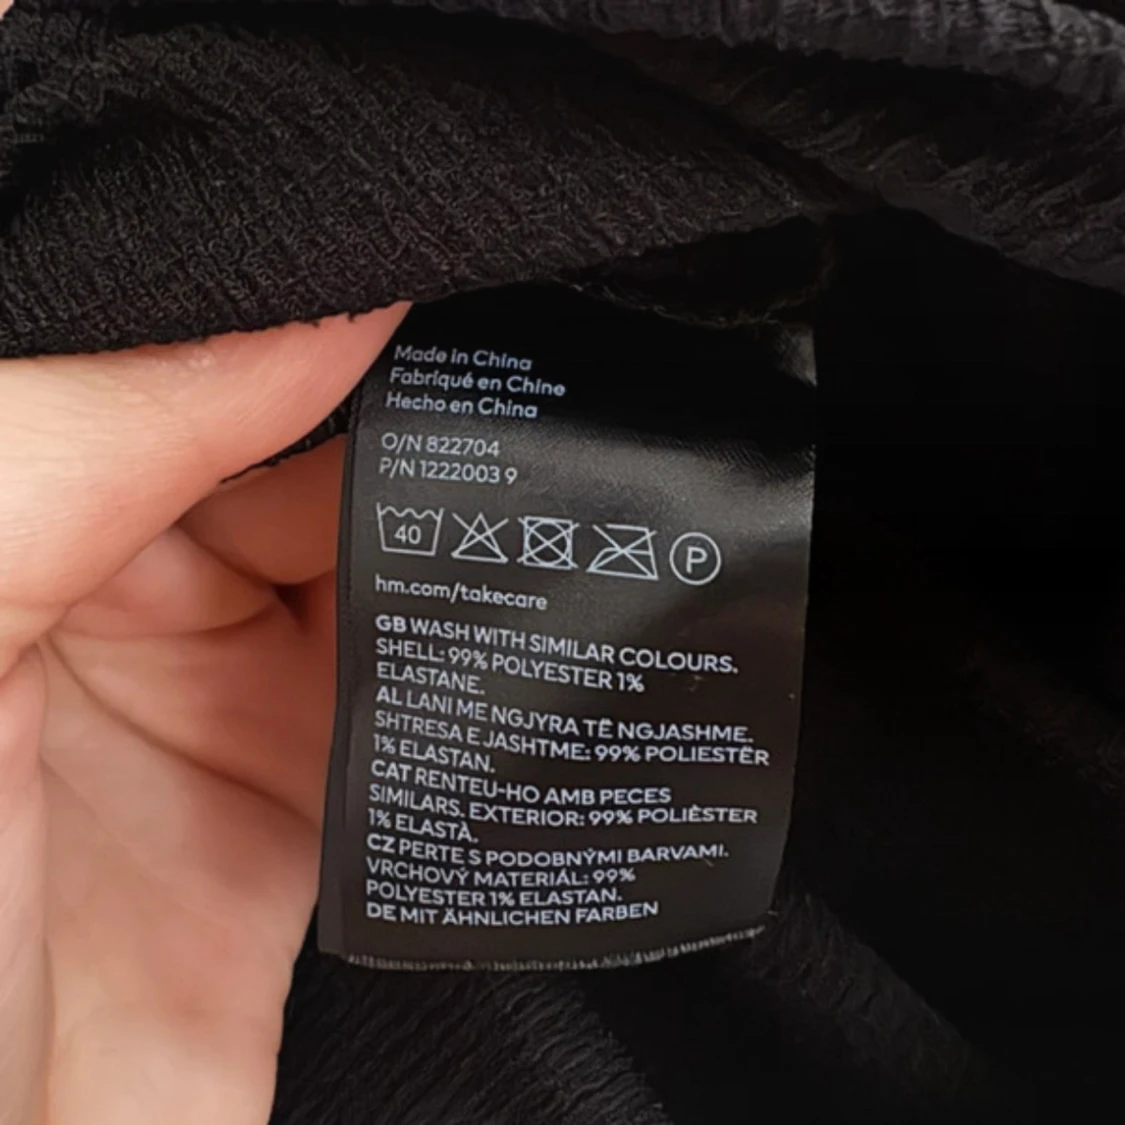 Made in China
Fabriqué en Chine
Hecho en China
O/N 822704
P/N 1222003 9
40
P
hm.com/takecare
GB WASH WITH SIMILAR COLOURS.
SHELL: 99% POLYESTER 1%
ELASTANE.
AL LANI ME NGJYRA TË NGJASHME.
SHTRESA E JASHTME: 99% POLIESTËR
1% ELASTAN.
CAT RENTEU-HO AMB PECES
SIMILARS. EXTERIOR: 99% POLIÈSTER
1% ELASTÀ.
CZ PERTE S PODOBNÝMI BARVAMI.
VRCHOVÝ MATERIÁL: 99%
POLYESTER 1% ELASTAN.
DE MIT ÄHNLICHEN FARBEN